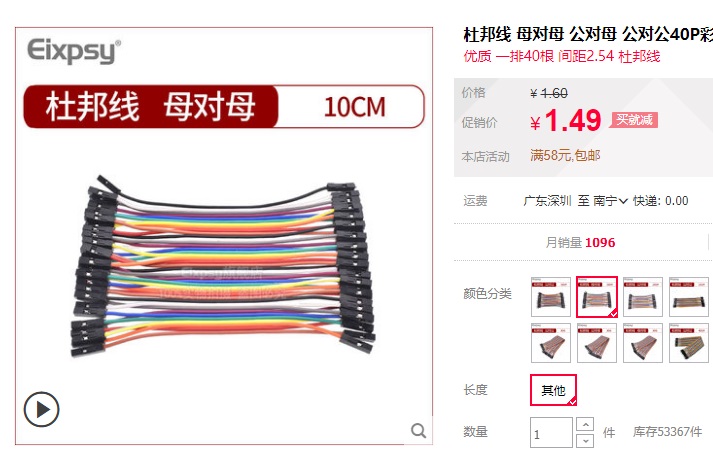 Eixpsy®
杜邦线 母对母 10CM
杜邦线 母对母 公对母 公对公40P彩
优质 一排40根 间距2.54 杜邦线
价格 ¥ 1.60
促销价 ¥ 1.49 买就减
本店活动 满58元,包邮
运费 广东深圳 至 南宁 快递: 0.00
月销量 1096
颜色分类
长度 其他
数量 1 件 库存53367件